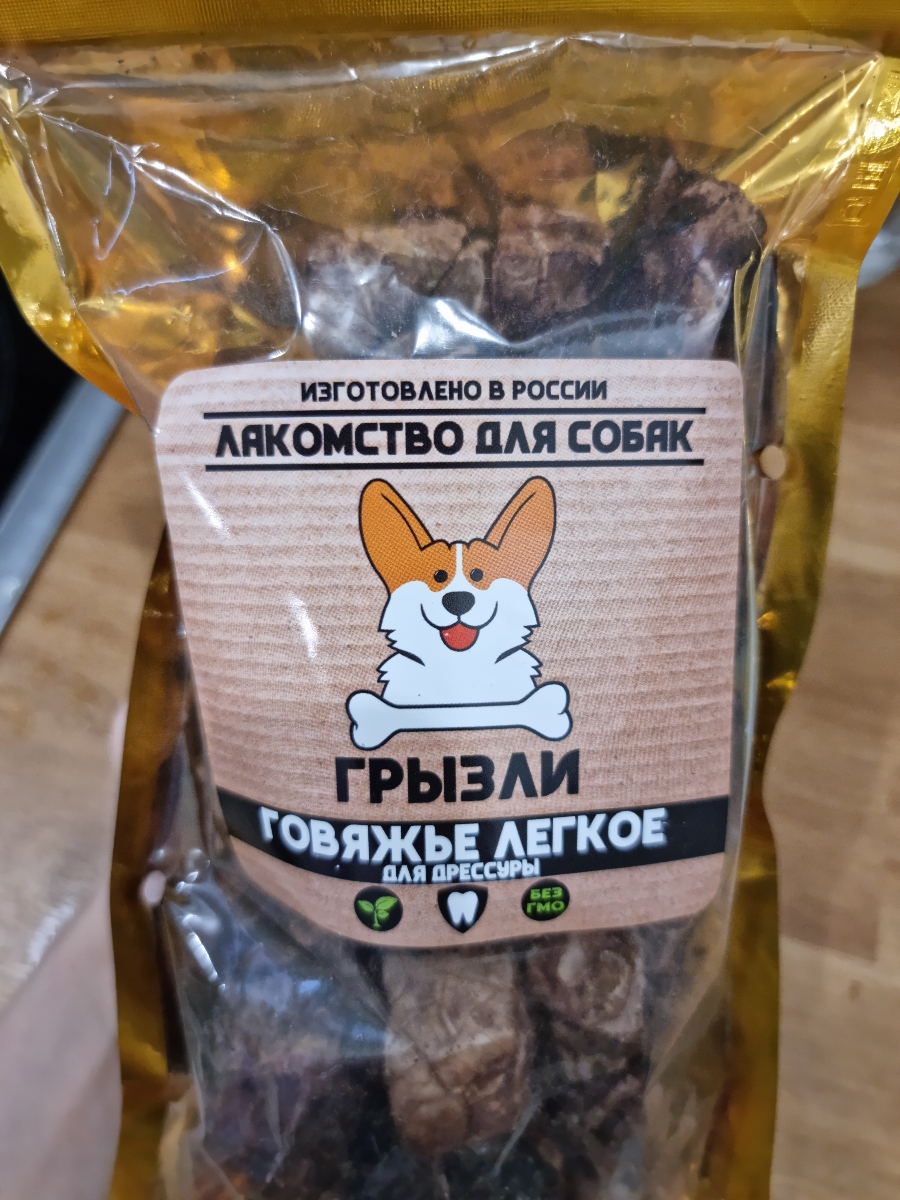 ИЗГОТОВЛЕНО В РОССИИ
ЛАКОМСТВО ДЛЯ СОБАК
ГРЫЗЛИ
ГОВЯЖЬЕ ЛЕГКОЕ
ДЛЯ ДРЕССУРЫ
БЕЗ
ГМО